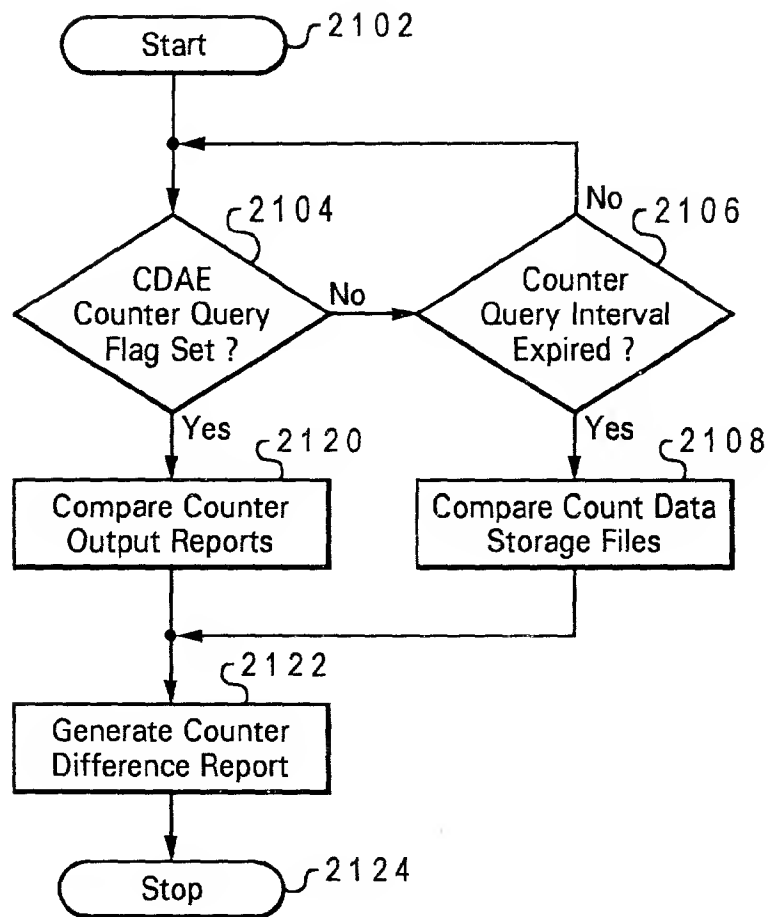 Start
2102
No
2104
2106
CDAE
Counter Query
Flag Set ?
No
Counter
Query Interval
Expired ?
Yes
Yes
2120
2108
Compare Counter
Output Reports
Compare Count Data
Storage Files
2122
Generate Counter
Difference Report
Stop
2124